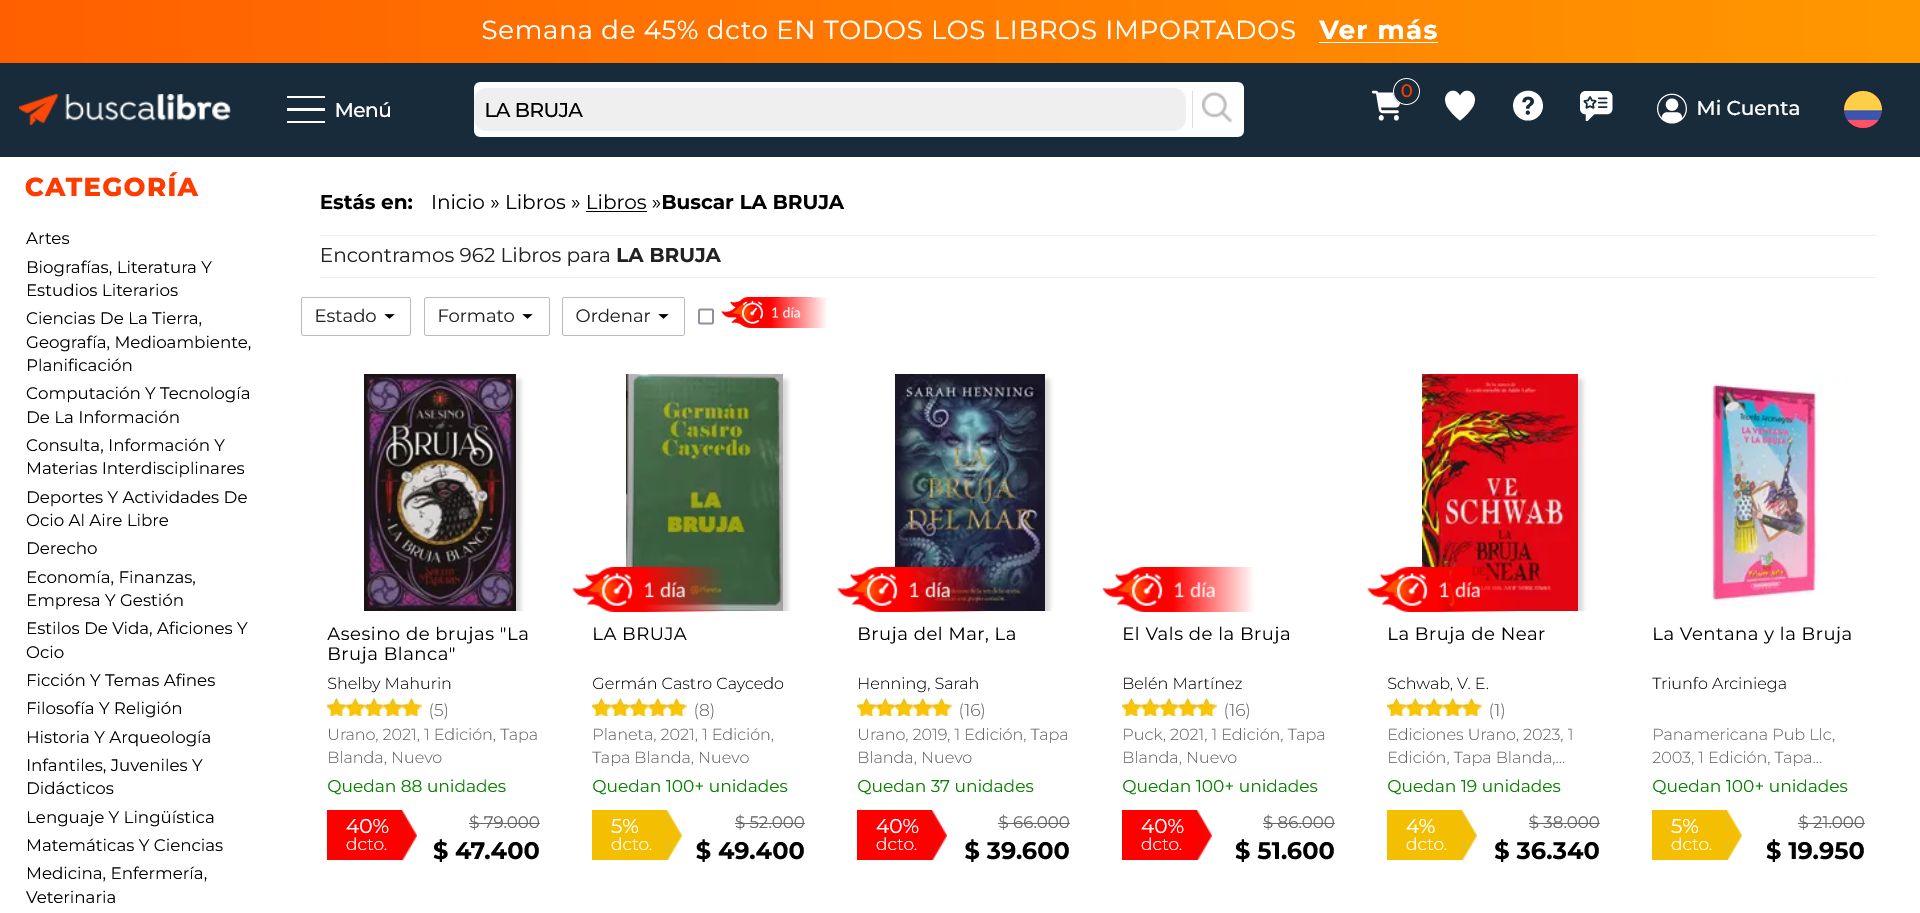 Semana de 45% dcto EN TODOS LOS LIBROS IMPORTADOS Ver más
buscalibre
Menú
LA BRUJA
0
Mi Cuenta
CATEGORÍA
Artes
Biografías, Literatura Y
Estudios Literarios
Ciencias De La Tierra,
Geografía, Medioambiente,
Planificación
Computación Y Tecnología
De La Información
Consulta, Información Y
Materias Interdisciplinares
Deportes Y Actividades De
Ocio Al Aire Libre
Derecho
Economía, Finanzas,
Empresa Y Gestión
Estilos De Vida, Aficiones Y
Ocio
Ficción Y Temas Afines
Filosofía Y Religión
Historia Y Arqueología
Infantiles, Juveniles Y
Didácticos
Lenguaje Y Lingüística
Matemáticas Y Ciencias
Medicina, Enfermería,
Veterinaria
Estás en: Inicio » Libros » Libros »Buscar LA BRUJA
Encontramos 962 Libros para LA BRUJA
Estado
Formato
Ordenar
1 día
ASESINO
de
BRUJAS
LA BRUJA BLANCA
SHELBY
MAHURIN
Asesino de brujas "La
Bruja Blanca"
Shelby Mahurin
(5)
Urano, 2021, 1 Edición, Tapa
Blanda, Nuevo
Quedan 88 unidades
40%
dcto.
$ 79.000
$ 47.400
Germán
Castro
Caycedo
LA
BRUJA
Planeta
1 día
LA BRUJA
Germán Castro Caycedo
(8)
Planeta, 2021, 1 Edición,
Tapa Blanda, Nuevo
Quedan 100+ unidades
5%
dcto.
$ 52.000
$ 49.400
SARAH HENNING
LA
BRUJA
DEL MAR
1 día
Bruja del Mar, La
Henning, Sarah
(16)
Urano, 2019, 1 Edición, Tapa
Blanda, Nuevo
Quedan 37 unidades
40%
dcto.
$ 66.000
$ 39.600
1 día
El Vals de la Bruja
Belén Martínez
(16)
Puck, 2021, 1 Edición, Tapa
Blanda, Nuevo
Quedan 100+ unidades
40%
dcto.
$ 86.000
$ 51.600
V E
SCHWAB
LA
BRUJA
DE NEAR
1 día
La Bruja de Near
Schwab, V. E.
(1)
Ediciones Urano, 2023, 1
Edición, Tapa Blanda,...
Quedan 19 unidades
4%
dcto.
$ 38.000
$ 36.340
Triunfo Arciniegas
LA VENTANA
Y LA BRUJA
La Ventana y la Bruja
Triunfo Arciniega
Panamericana Pub Llc,
2003, 1 Edición, Tapa...
Quedan 100+ unidades
5%
dcto.
$ 21.000
$ 19.950